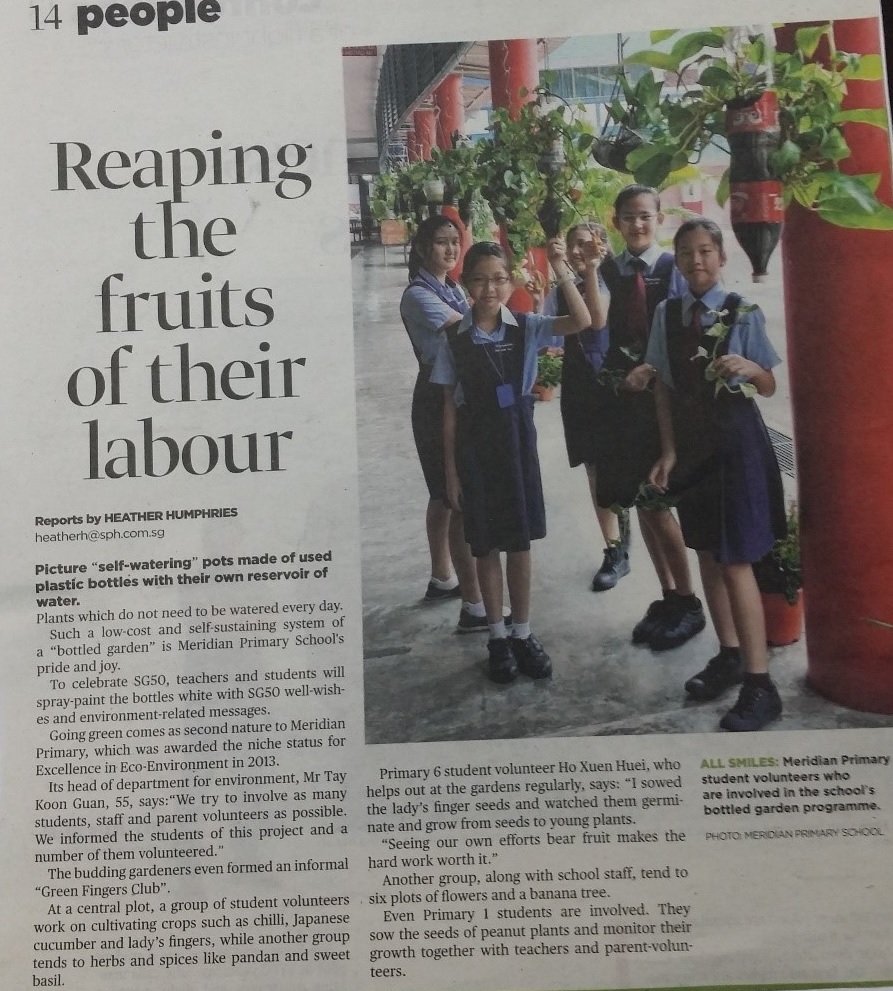 14 people
Reaping
the
fruits
of their
labour
Reports by HEATHER HUMPHRIES
heatherh@sph.com.sg
Picture “self-watering” pots made of used
plastic bottles with their own reservoir of
water.
Plants which do not need to be watered every day.
Such a low-cost and self-sustaining system of
a “bottled garden” is Meridian Primary School's
pride and joy.
To celebrate SG50, teachers and students will
spray-paint the bottles white with SG50 well-wish-
es and environment-related messages.
Going green comes as second nature to Meridian
Primary, which was awarded the niche status for
Excellence in Eco-Environment in 2013.
Its head of department for environment, Mr Tay
Koon Guan, 55, says:“We try to involve as many
students, staff and parent volunteers as possible.
We informed the students of this project and a
number of them volunteered.”
The budding gardeners even formed an informal
“Green Fingers Club”.
At a central plot, a group of student volunteers
work on cultivating crops such as chilli, Japanese
cucumber and lady's fingers, while another group
tends to herbs and spices like pandan and sweet
basil.
Primary 6 student volunteer Ho Xuen Huei, who
helps out at the gardens regularly, says: “I sowed
the lady's finger seeds and watched them germi-
nate and grow from seeds to young plants.
“Seeing our own efforts bear fruit makes the
hard work worth it.”
Another group, along with school staff, tend to
six plots of flowers and a banana tree.
Even Primary 1 students are involved. They
sow the seeds of peanut plants and monitor their
growth together with teachers and parent-volun-
teers.
ALL SMILES: Meridian Primary
student volunteers who
are involved in the school's
bottled garden programme.
PHOTO: MERIDIAN PRIMARY SCHOOL